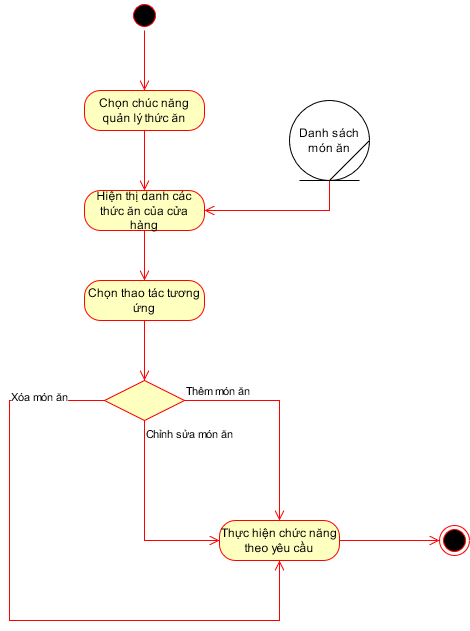 Chọn chúc năng
quản lý thức ăn
Danh sách
món ăn
Hiện thị danh các
thức ăn của cửa
hàng
Chọn thao tác tương
ứng
Xóa món ăn
Thêm món ăn
Chỉnh sửa món ăn
Thực hiện chức năng
theo yêu cầu